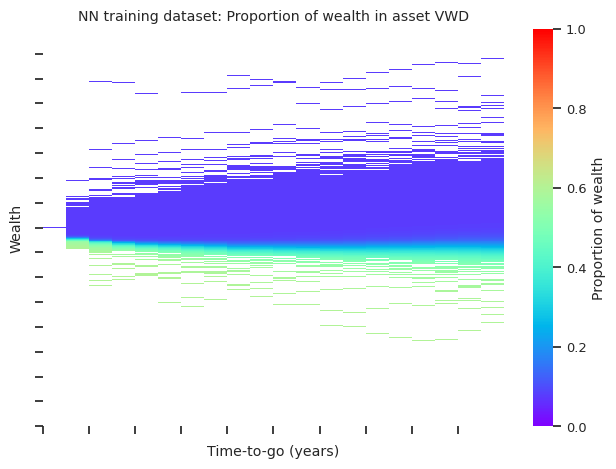 NN training dataset: Proportion of wealth in asset VWD
Wealth
Time-to-go (years)
1.0
0.8
0.6
0.4
0.2
0.0
Proportion of wealth